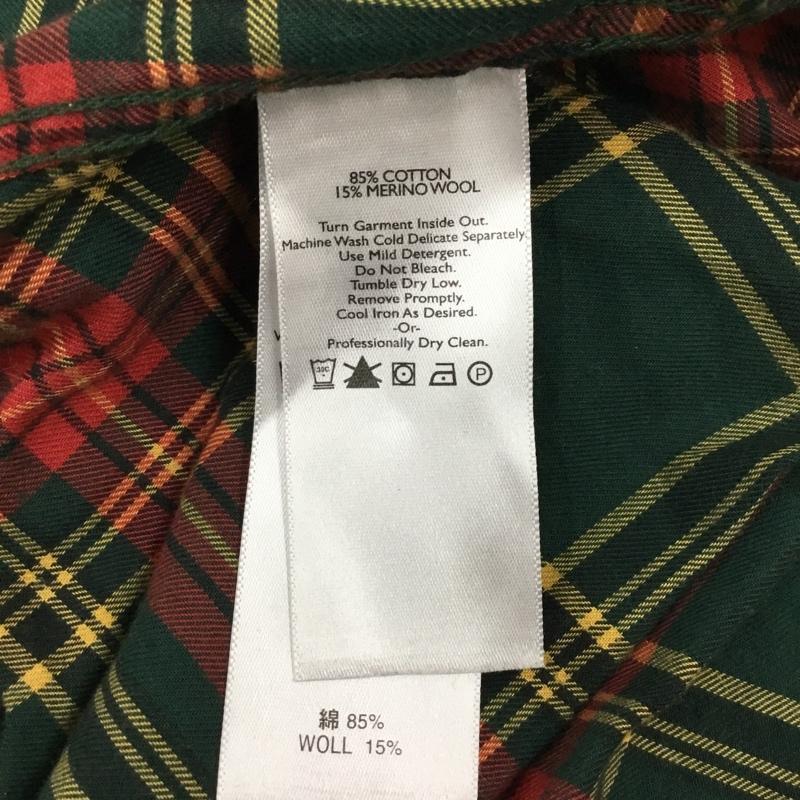 85% COTTON
15% MERINO WOOL
Turn Garment Inside Out.
Machine Wash Cold Delicate Separately
Use Mild Detergent.
Do Not Bleach.
Tumble Dry Low.
Remove Promptly.
Cool Iron As Desired.
-Or-
Professionally Dry Clean.
30C
P
綿 85%
WOLL 15%